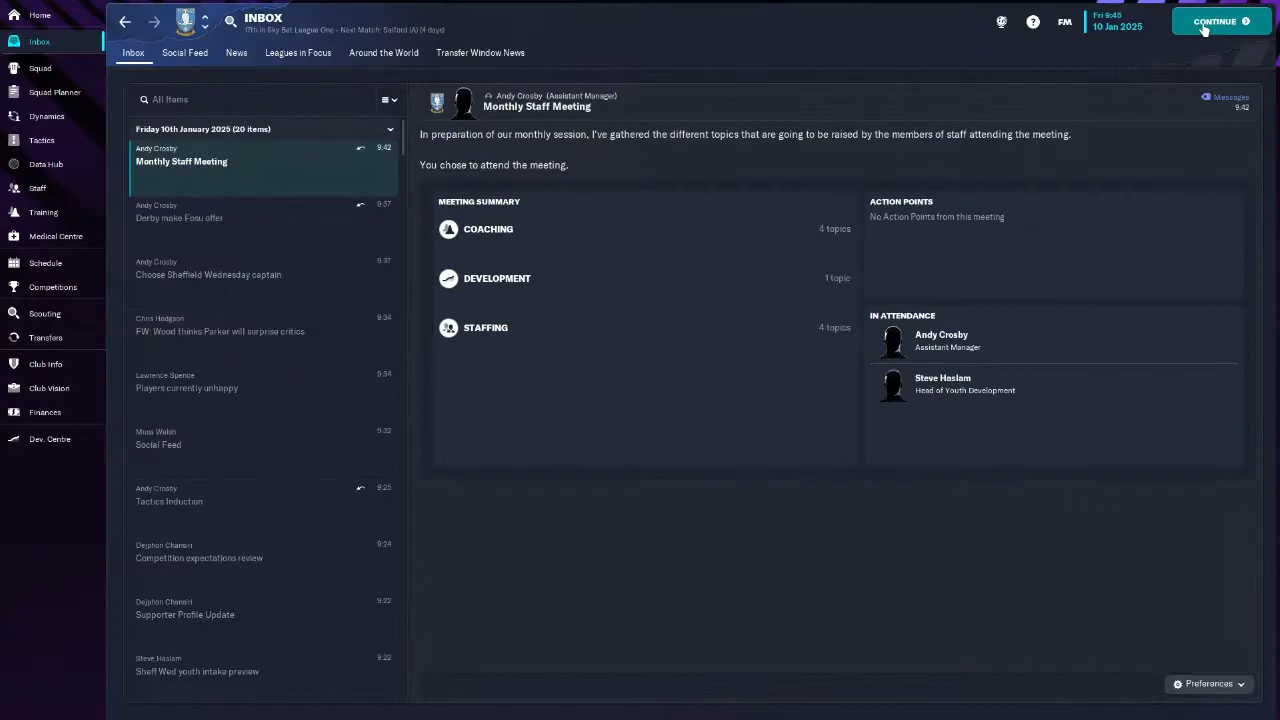 Home
Inbox
Squad
Squad Planner
Dynamics
Tactics
Data Hub
Staff
Training
Medical Centre
Schedule
Competitions
Scouting
Transfers
Club Info
Club Vision
Finances
Dev. Centre
INBOX
17th in Sky Bet League One - Next Match: Salford (A) (4 days)
FM
Fri 9:45
10 Jan 2025
CONTINUE
Inbox
Social Feed
News
Leagues in Focus
Around the World
Transfer Window News
All Items
Friday 10th January 2025 (20 items)
Andy Crosby 9:42
Monthly Staff Meeting
Andy Crosby 9:37
Derby make Fosu offer
Andy Crosby 9:37
Choose Sheffield Wednesday captain
Chris Hodgson 9:34
FW: Wood thinks Parker will surprise critics
Lawrence Spence 9:34
Players currently unhappy
Muss Welsh 9:32
Social Feed
Andy Crosby 9:25
Tactics Induction
Dejphon Chansiri 9:24
Competition expectations review
Dejphon Chansiri 9:22
Supporter Profile Update
Steve Haslam 9:22
Sheff Wed youth intake preview
Andy Crosby (Assistant Manager)
Monthly Staff Meeting
Messages
9:42
In preparation of our monthly session, I've gathered the different topics that are going to be raised by the members of staff attending the meeting.
You chose to attend the meeting.
MEETING SUMMARY
COACHING 4 topics
DEVELOPMENT 1 topic
STAFFING 4 topics
ACTION POINTS
No Action Points from this meeting
IN ATTENDANCE
Andy Crosby
Assistant Manager
Steve Haslam
Head of Youth Development
Preferences